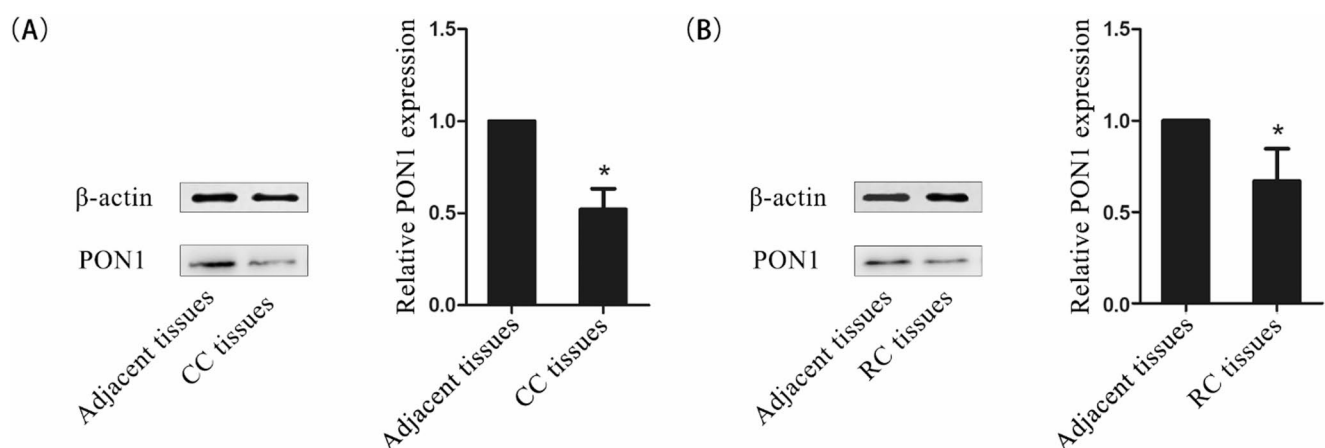 (A)
β-actin
PON1
Adjacent tissues
CC tissues
Relative PON1 expression
1.5
1.0
0.5
0.0
*
Adjacent tissues
CC tissues
(B)
β-actin
PON1
Adjacent tissues
RC tissues
Relative PON1 expression
1.5
1.0
0.5
0.0
*
Adjacent tissues
RC tissues